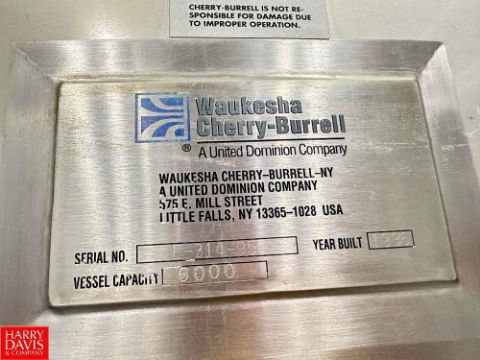 CHERRY-BURRELL IS NOT RE-
SPONSIBLE FOR DAMAGE DUE
TO IMPROPER OPERATION.
Waukesha
Cherry-Burrell
® A United Dominion Company
WAUKESHA CHERRY-BURRELL-NY
A UNITED DOMINION COMPANY
575 E. MILL STREET
LITTLE FALLS, NY 13365-1028 USA
SERIAL NO.
YEAR BUILT
VESSEL CAPACITY 6000
HARRY
DAVIS
& COMPANY